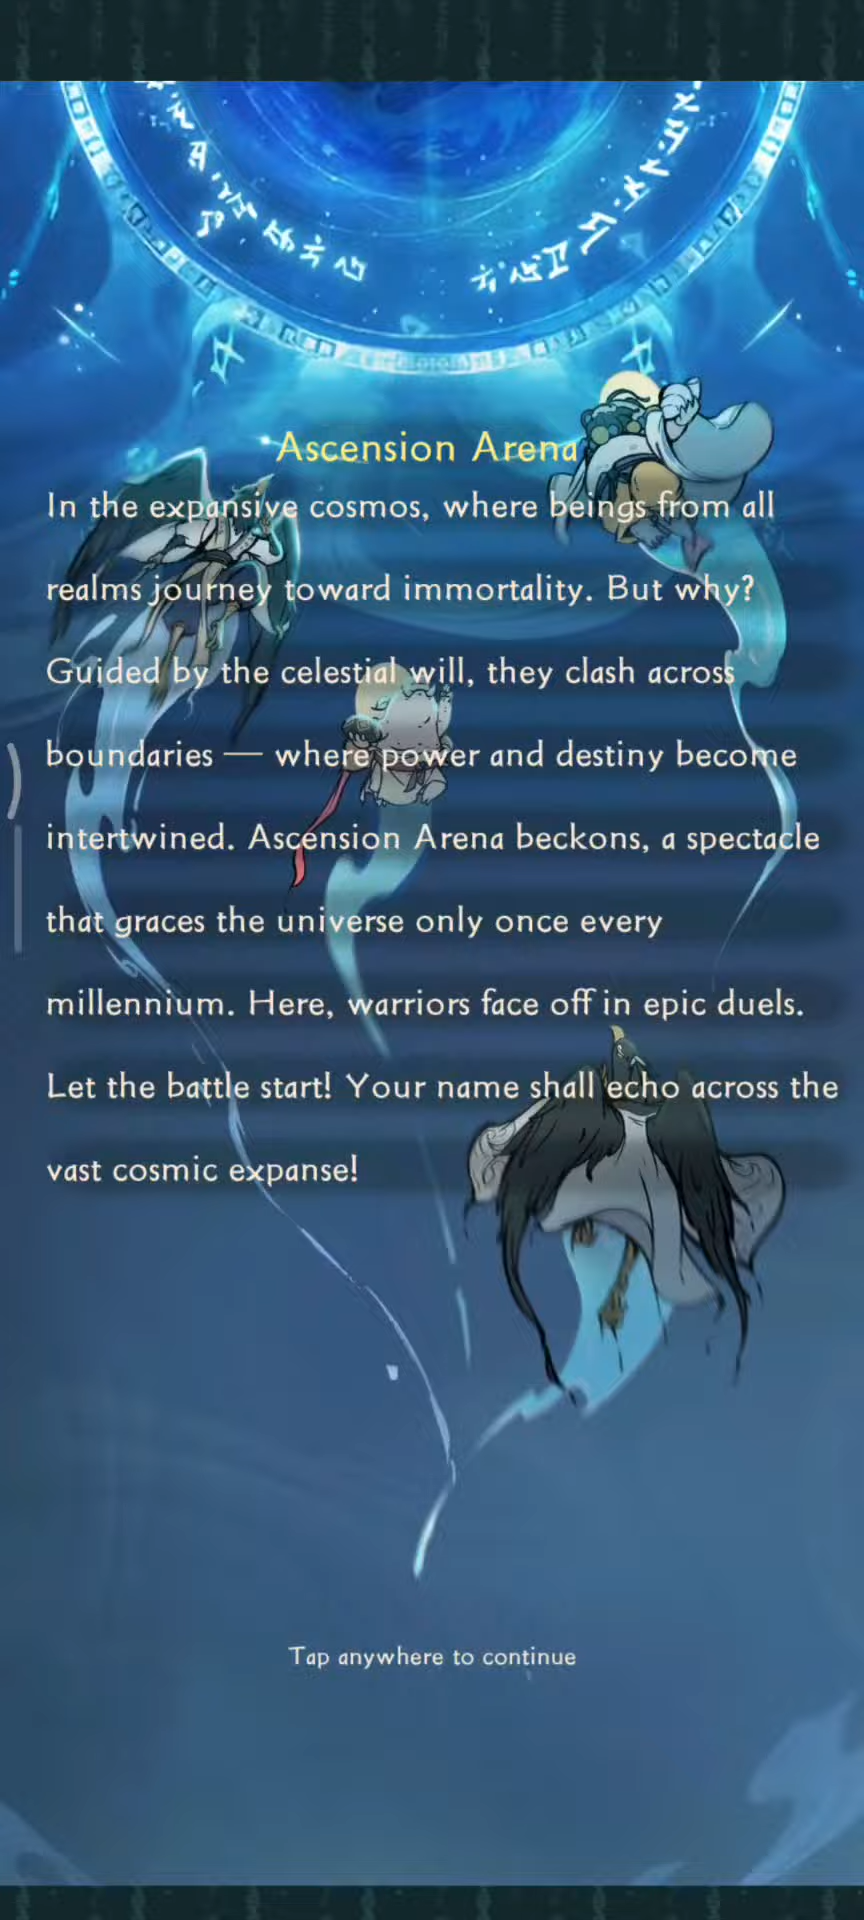 Ascension Arena
In the expansive cosmos, where beings from all
realms journey toward immortality. But why?
Guided by the celestial will, they clash across
boundaries — where power and destiny become
intertwined. Ascension Arena beckons, a spectacle
that graces the universe only once every
millennium. Here, warriors face off in epic duels.
Let the battle start! Your name shall echo across the
vast cosmic expanse!
Tap anywhere to continue